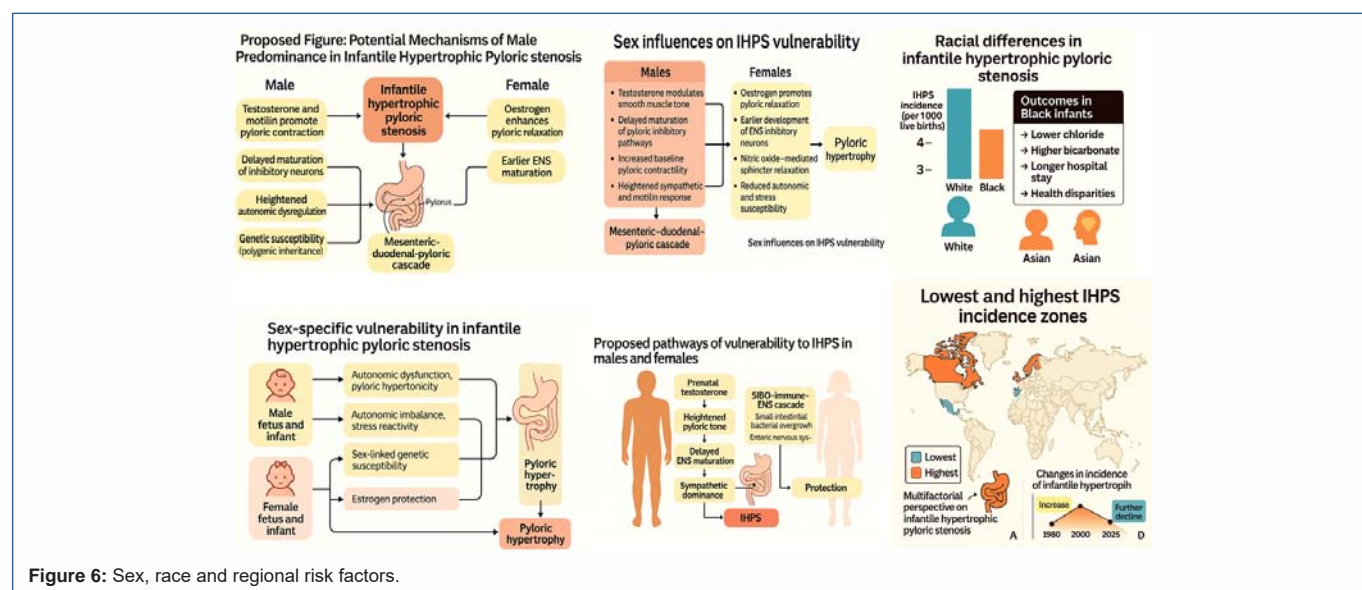 Proposed Figure: Potential Mechanisms of Male
Predominance in Infantile Hypertrophic Pyloric stenosis
Male
Infantile
hypertrophic
pyloric
stenosis
Female
Testosterone and
motilin promote
pyloric contraction
Oestrogen
enhances
pyloric relaxation
Delayed maturation
of inhibitory neurons
Earlier ENS
maturation
Heightened
autonomic dysregulation
Pylorus
Genetic susceptibility
(polygenic inheritance)
Mesenteric-
duodenal-pyloric
cascade
Sex influences on IHPS vulnerability
Males
• Testosterone modulates
smooth muscle tone
• Delayed maturation
of pyloric inhibitory
pathways
• Increased baseline
pyloric contractility
• Heightened sympathetic
and motilin response
Mesenteric–duodenal-
pyloric cascade
Females
• Oestrogen promotes
pyloric relaxation
• Earlier development
of ENS inhibitory
neurons
• Nitric oxide–mediated
sphincter relaxation
• Reduced autonomic
and stress
susceptibility
Pyloric
hypertrophy
Sex influences on IHPS vulnerability
Racial differences in
infantile hypertrophic pyloric
stenosis
IHPS
incidence
(per 1000
live births)
4–
3–
White Black
White
Outcomes in
Black infants
→ Lower chloride
→ Higher bicarbonate
→ Longer hospital
stay
→ Health disparities
Asian Asian
Sex-specific vulnerability in infantile
hypertrophic pyloric stenosis
Male
fetus and
infant
Female
fetus and
infant
Autonomic dysfunction,
pyloric hypertonicity
Autonomic imbalance,
stress reactivity
Sex-linked genetic
susceptibility
Estrogen protection
Pyloric
hyper-
trophy
Pyloric
hypertrophy
Proposed pathways of vulnerability to IHPS in
males and females
Prenatal
testosterone
Heightened
pyloric tone
Delayed
ENS maturation
Sympathetic
dominance
IHPS
SIBO–immune–
ENS cascade
Small intestintial
bacterial overgrowth
Enteric nervous sys-
Protection
Lowest and highest IHPS
incidence zones
Lowest
Highest
Multifactorial
perspective on
infantile hypertrophic
pyloric stenosis
A
Changes in incidence
of infantile hypertropih
Increase
Further
decline
1980 2000 2025 D
Figure 6: Sex, race and regional risk factors.